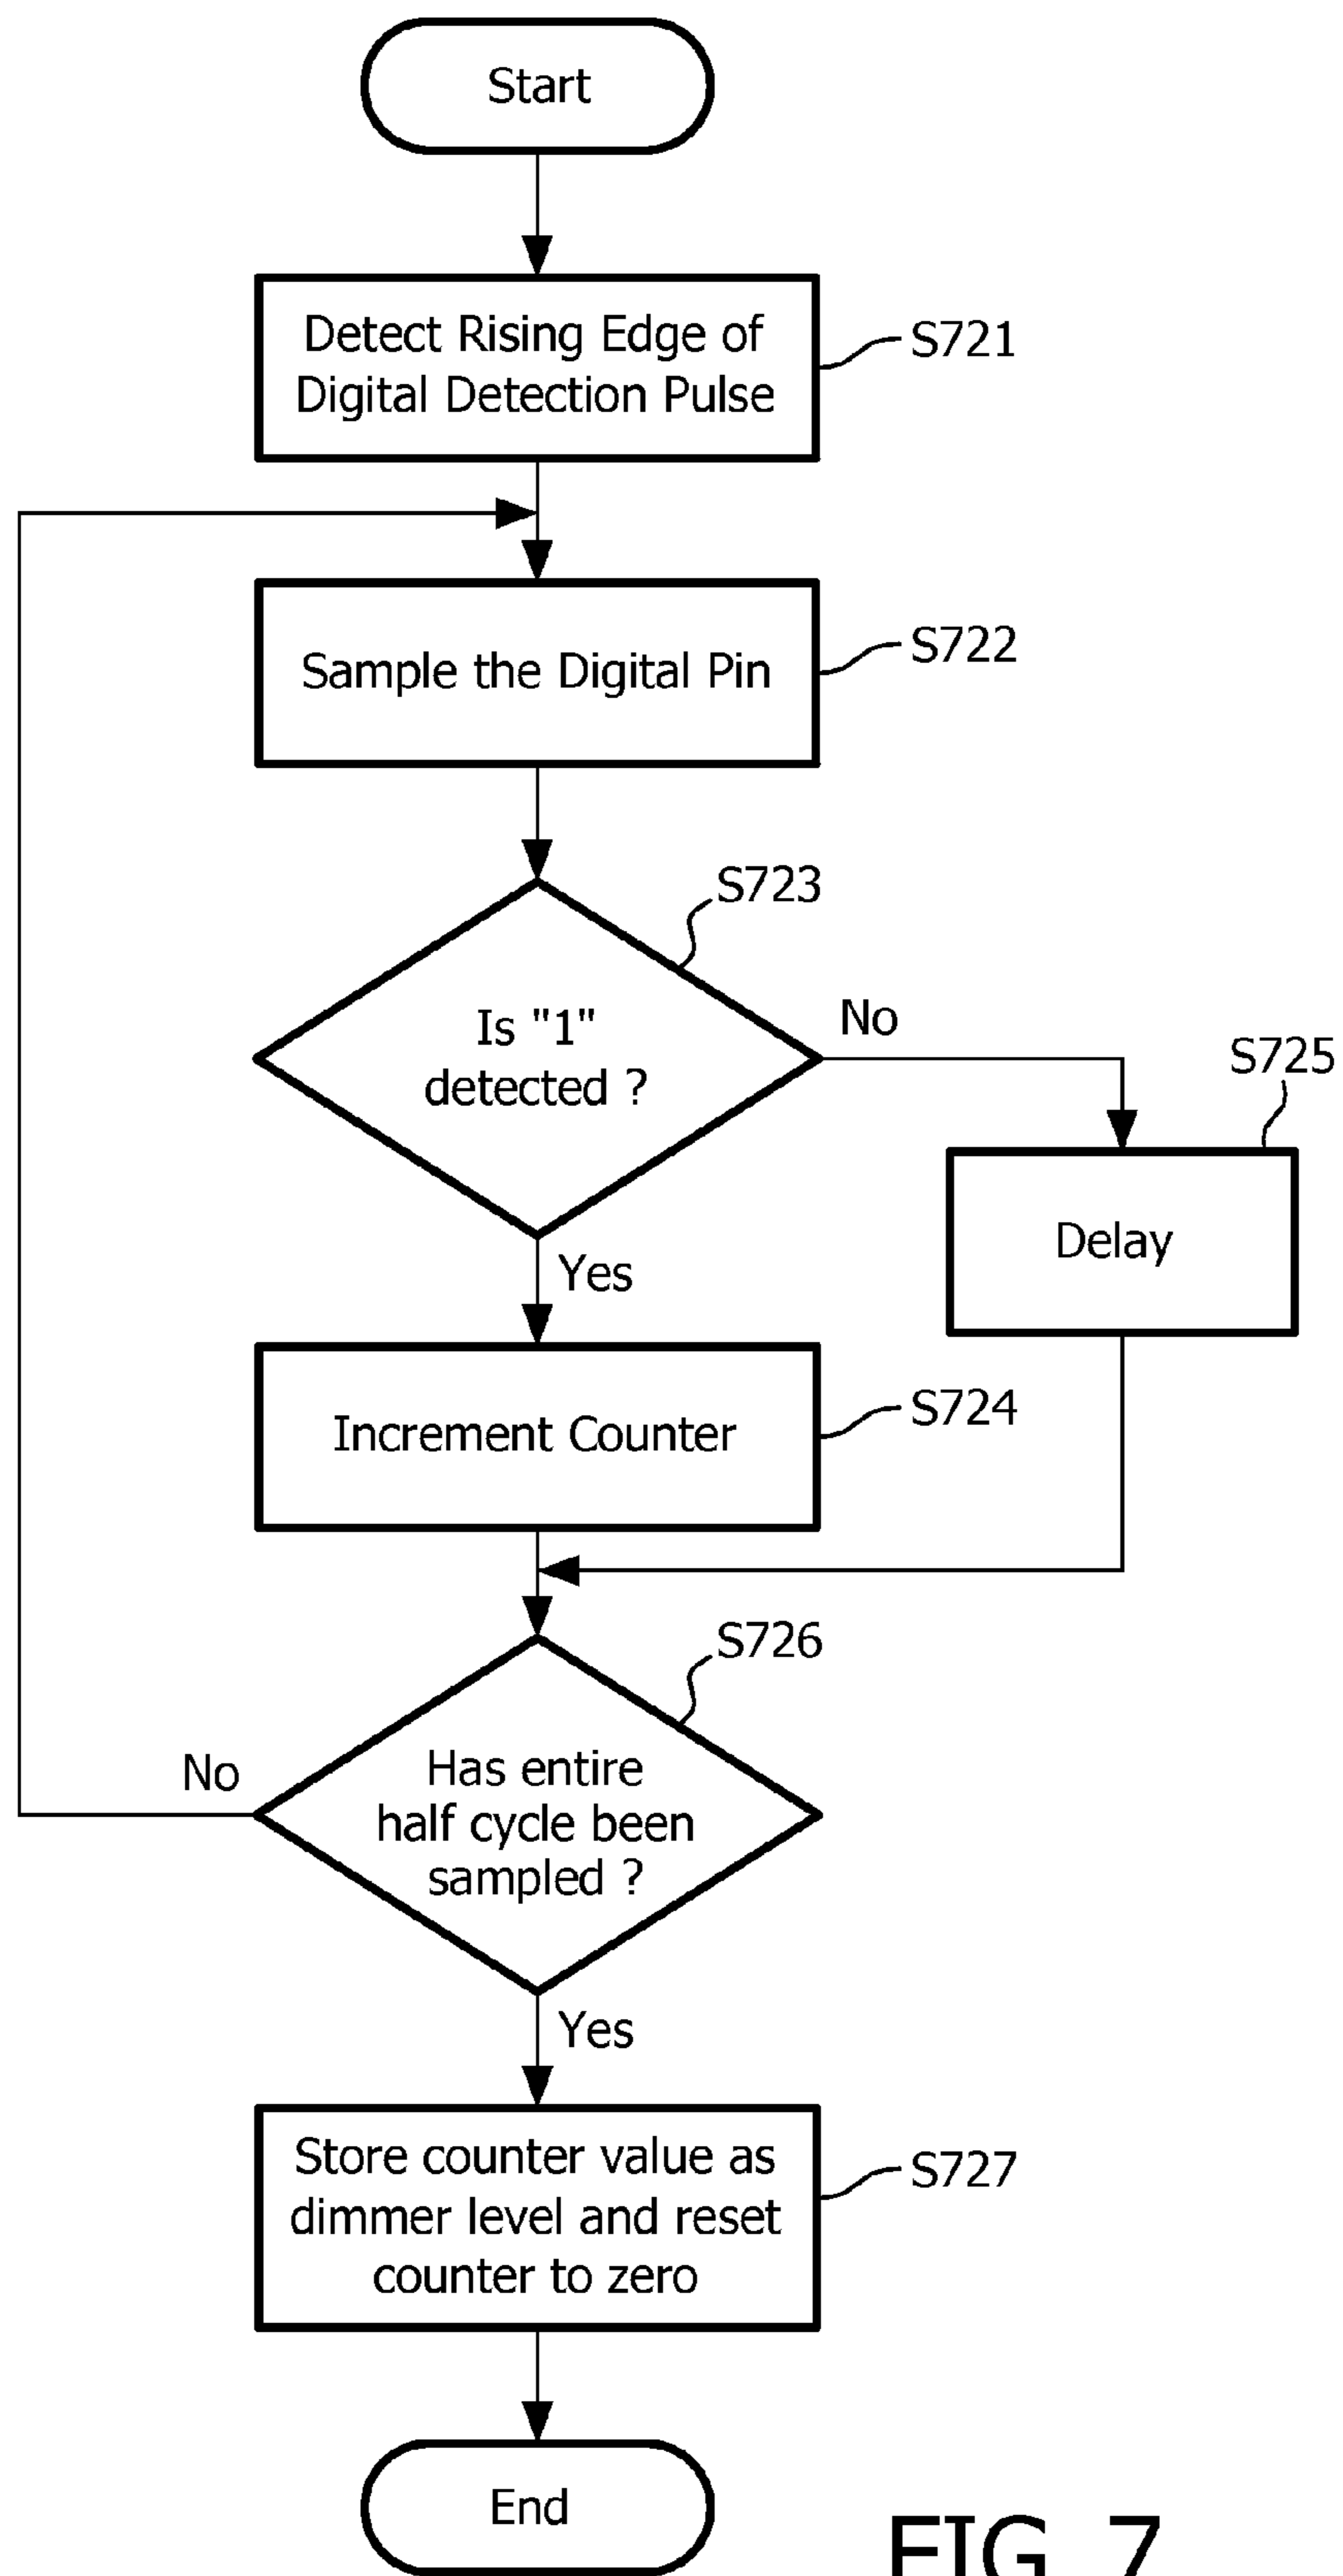 Start
Detect Rising Edge of
Digital Detection Pulse
S721
Sample the Digital Pin
S722
S723
Is "1"
detected ?
No
S725
Delay
Yes
Increment Counter
S724
S726
Has entire
half cycle been
sampled ?
No
Yes
Store counter value as
dimmer level and reset
counter to zero
S727
End
FIG. 7